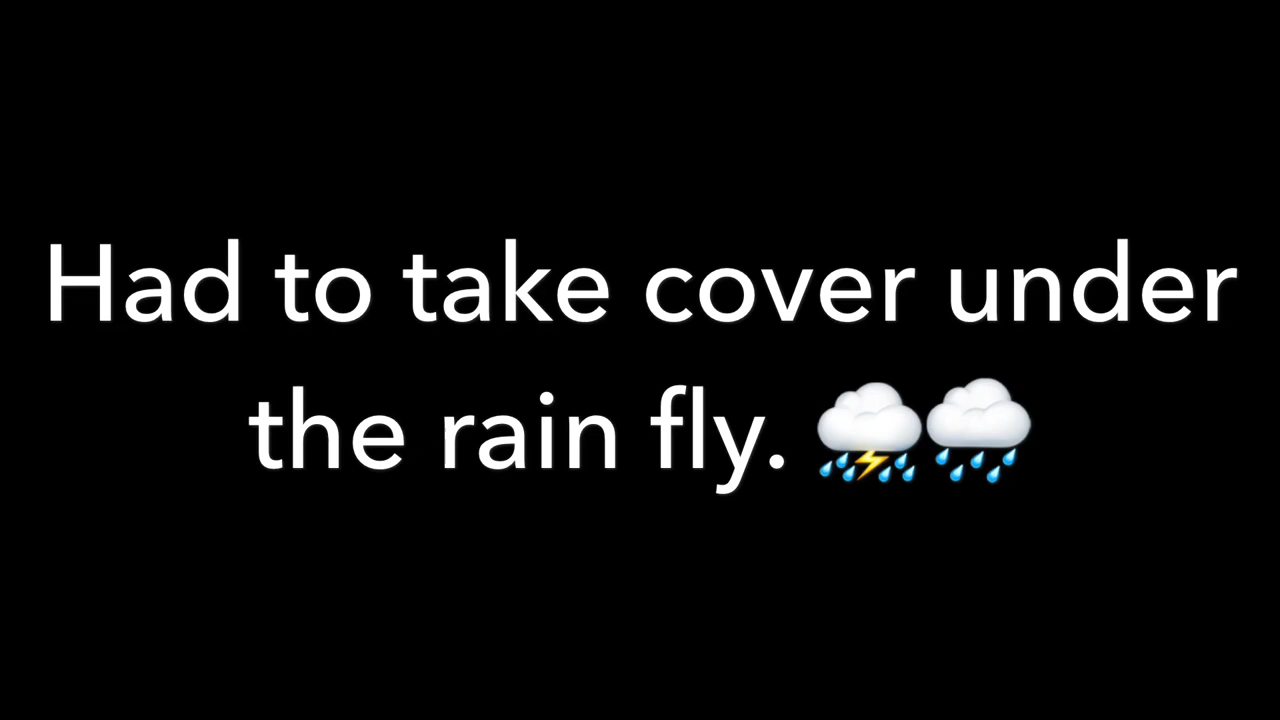 Had to take cover under
the rain fly. ⛈️🌧️